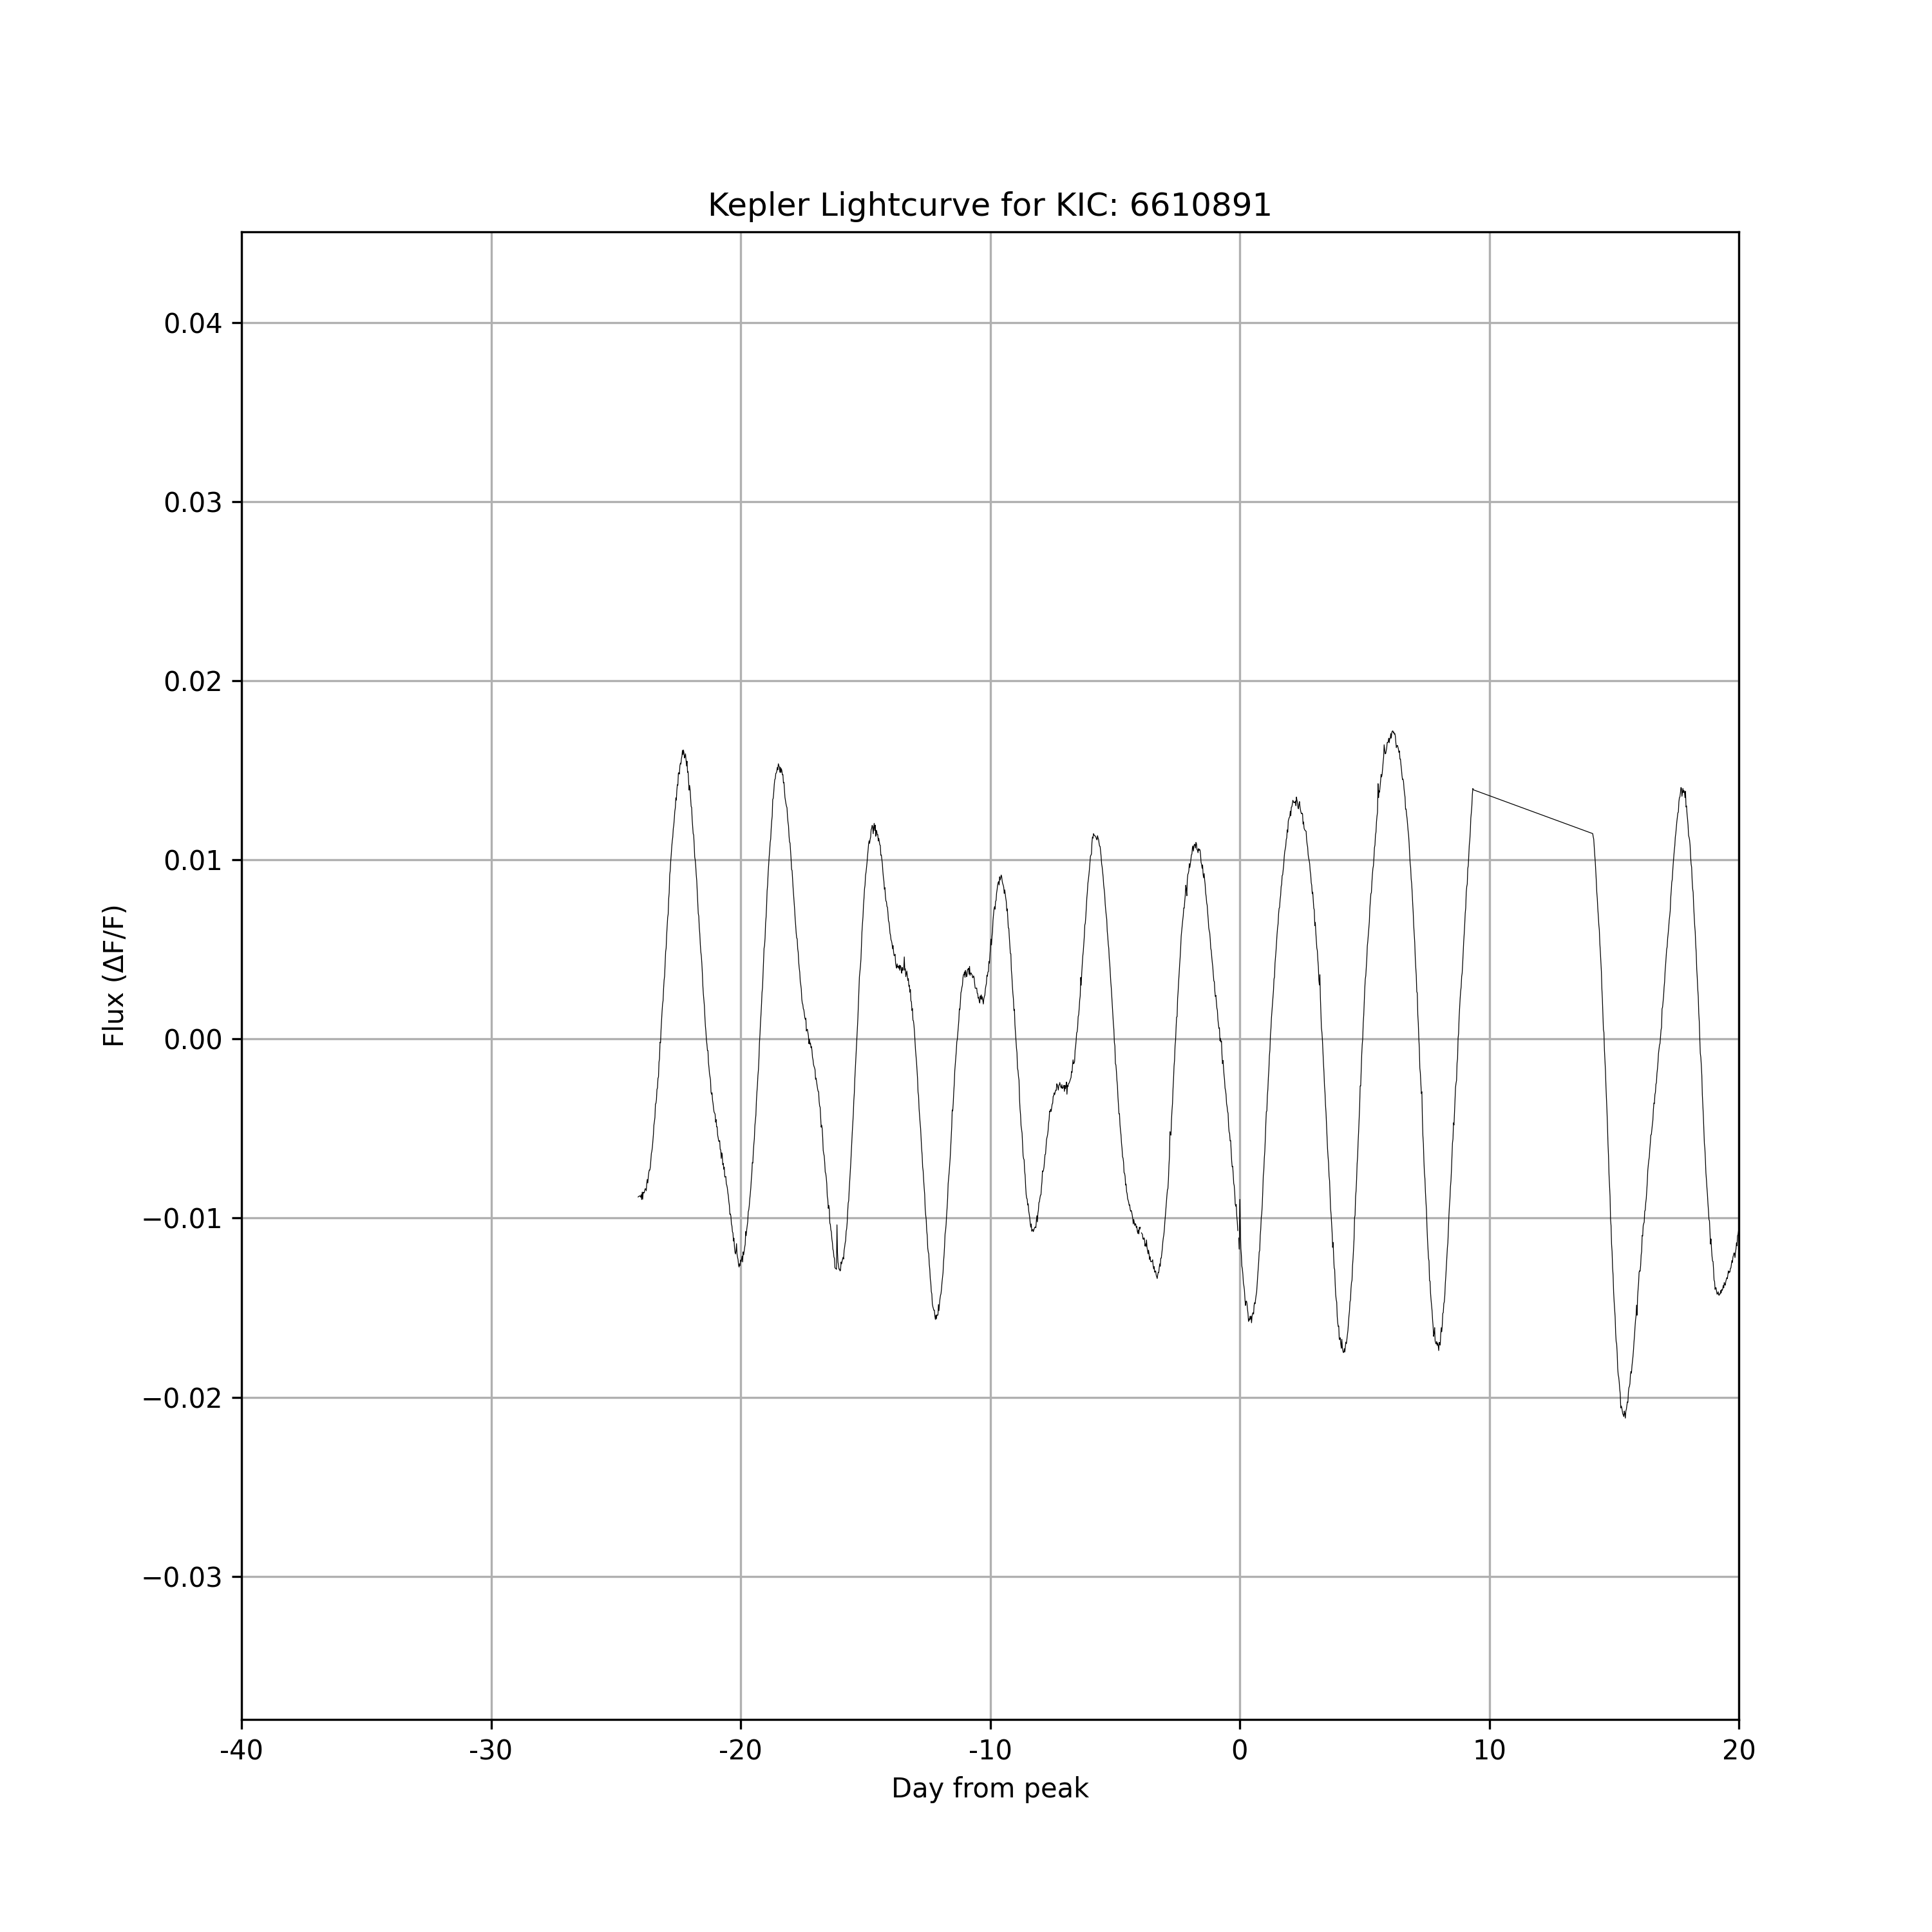 Kepler Lightcurve for KIC: 6610891
0.04
0.03
0.02
0.01
0.00
−0.01
−0.02
−0.03
Flux (ΔF/F)
-40 -30 -20 -10 0 10 20
Day from peak